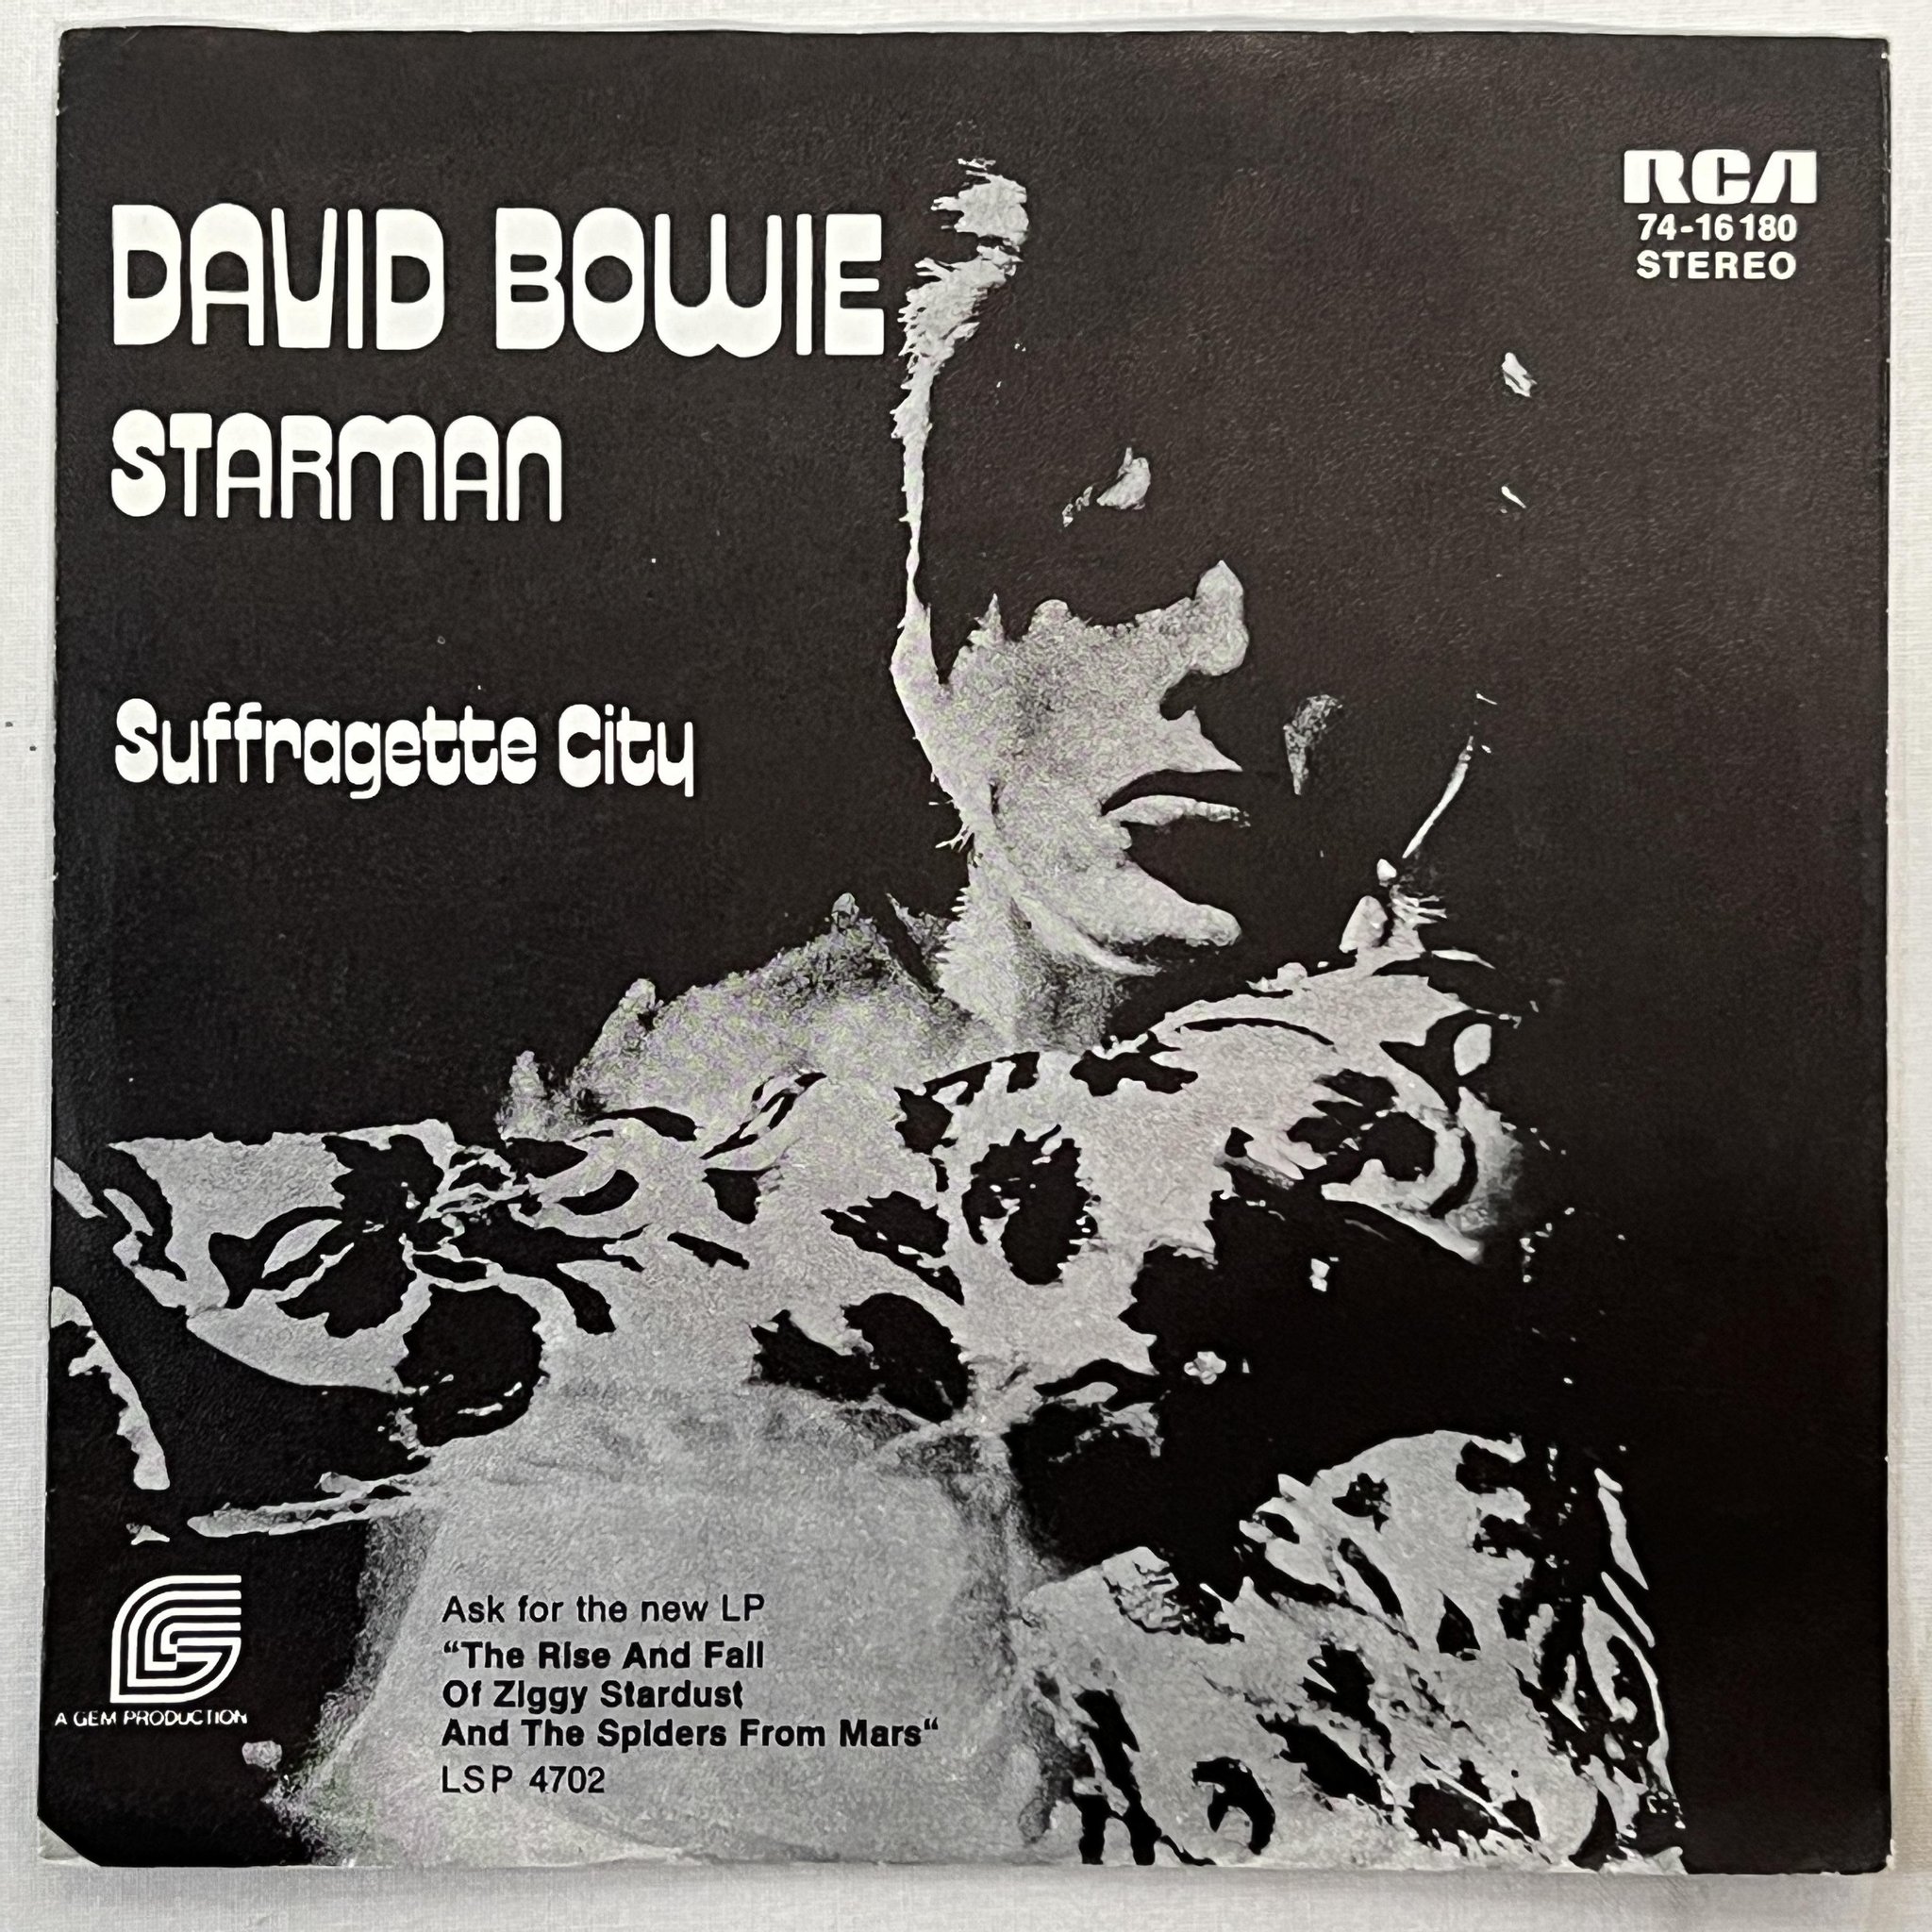 DAVID BOWIE
STARMAN
Suffragette City
RCA
74-16180
STEREO
A GEM PRODUCTION
Ask for the new LP
“The Rise And Fall
Of Ziggy Stardust
And The Spiders From Mars“
LSP 4702